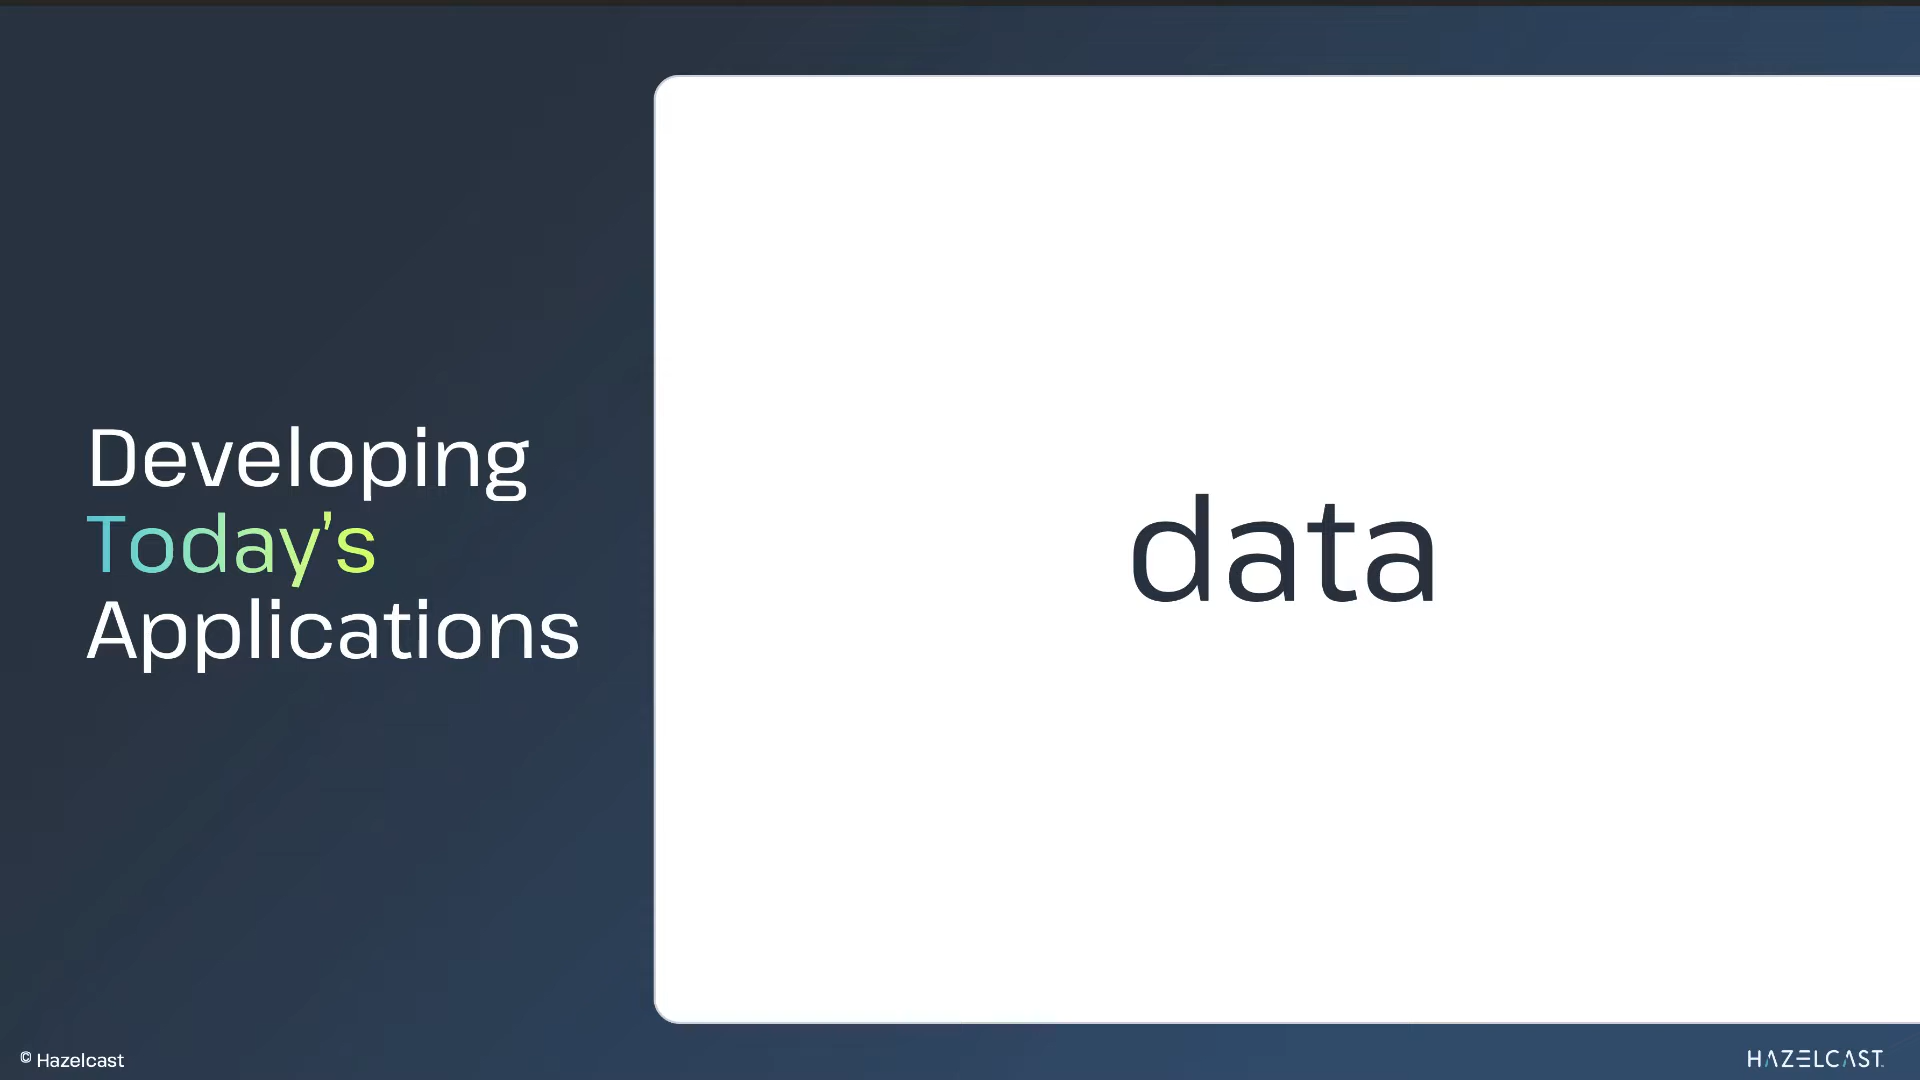 Developing
Today's
Applications
data
© Hazelcast
HAZELCAST